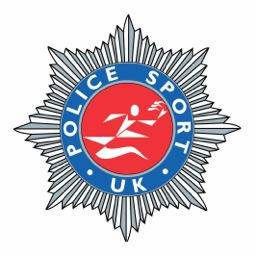 POLICE SPORT
· UK ·